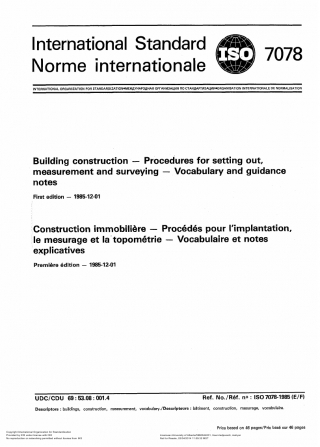 International Standard
Norme internationale
ISO
7078
INTERNATIONAL ORGANIZATION FOR STANDARDIZATION•МЕЖДУНАРОДНАЯ ОРГАНИЗАЦИЯ ПО СТАНДАРТИЗАЦИИ•ORGANISATION INTERNATIONALE DE NORMALISATION
Building construction — Procedures for setting out,
measurement and surveying — Vocabulary and guidance
notes
First edition — 1985-12-01
Construction immobilière — Procédés pour l'implantation,
le mesurage et la topométrie — Vocabulaire et notes
explicatives
Première édition — 1985-12-01
UDC/CDU 69 : 53.08 : 001.4
Ref. No./Réf. nº : ISO 7078-1985 (E/F)
Descriptors : buildings, construction, measurement, vocabulary./Descripteurs : bâtiment, construction, mesurage, vocabulaire.
Price based on 46 pages/Prix basé sur 46 pages